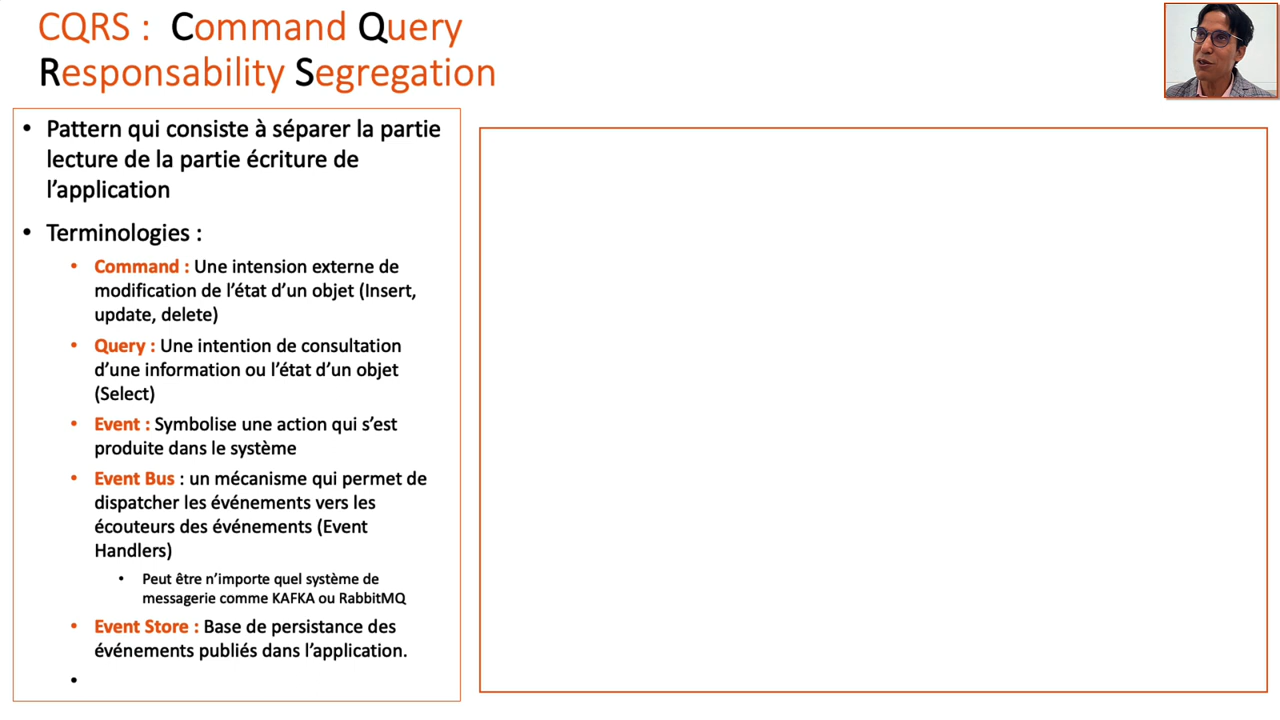 CQRS : Command Query
Responsability Segregation
• Pattern qui consiste à séparer la partie
lecture de la partie écriture de
l’application
• Terminologies :
• Command : Une intension externe de
modification de l’état d’un objet (Insert,
update, delete)
• Query : Une intention de consultation
d’une information ou l’état d’un objet
(Select)
• Event : Symbolise une action qui s’est
produite dans le système
• Event Bus : un mécanisme qui permet de
dispatcher les événements vers les
écouteurs des événements (Event
Handlers)
• Peut être n’importe quel système de
messagerie comme KAFKA ou RabbitMQ
• Event Store : Base de persistance des
événements publiés dans l’application.
•